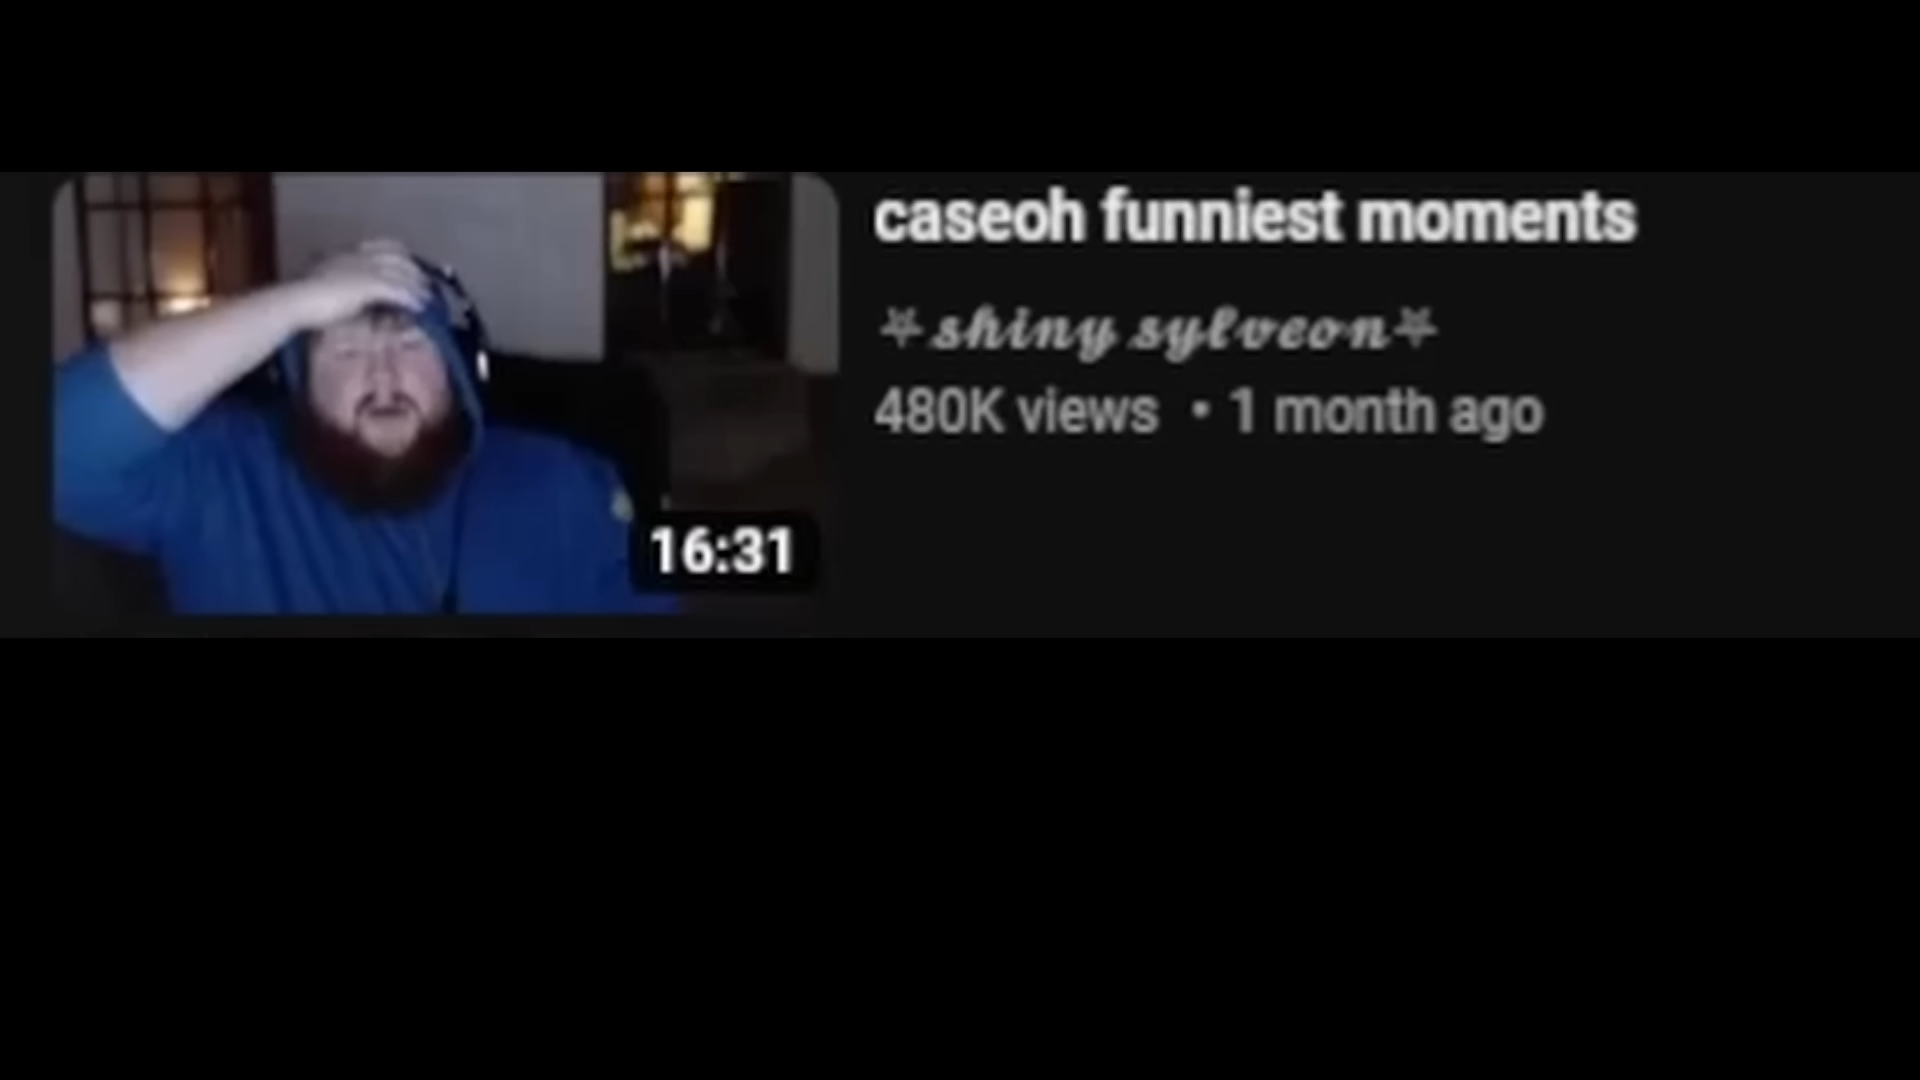 caseoh funniest moments
⛧𝓼𝓱𝓲𝓷𝔂 𝓼𝔂𝓵𝓿𝓮𝓸𝓷⛧
480K views • 1 month ago
16:31